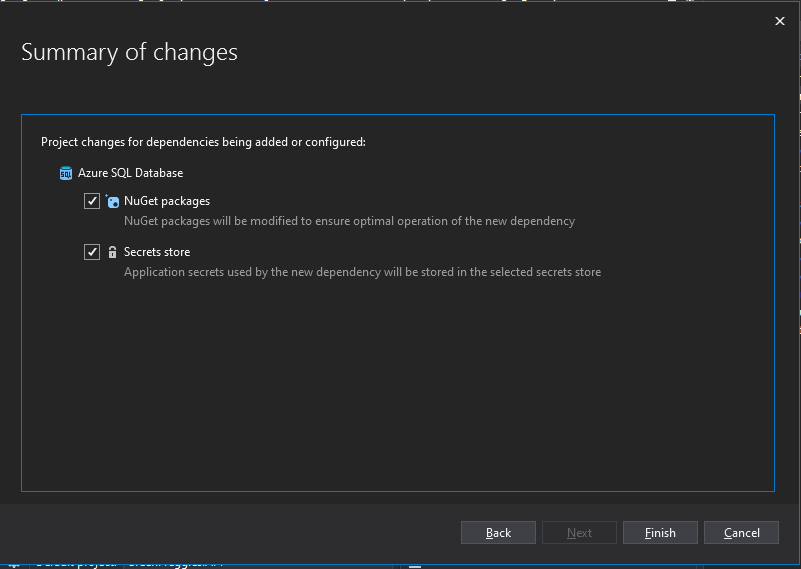 Summary of changes
Project changes for dependencies being added or configured:
SQL Azure SQL Database
NuGet packages
NuGet packages will be modified to ensure optimal operation of the new dependency
Secrets store
Application secrets used by the new dependency will be stored in the selected secrets store
Back Next Finish Cancel